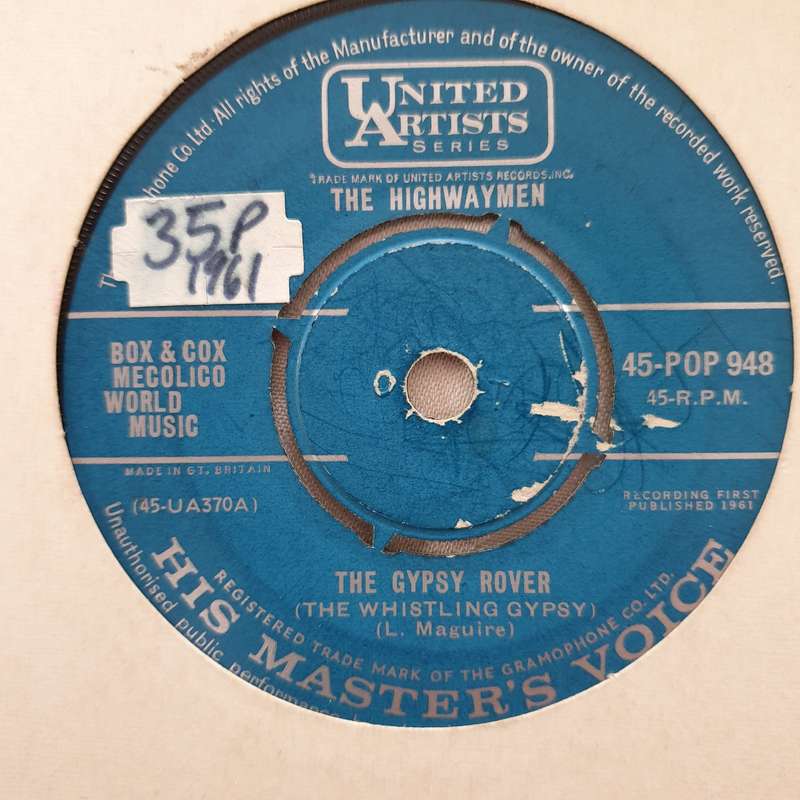 hone Co. Ltd. All rights of the Manufacturer and of the owner of the recorded work reserved.
UNITED
ARTISTS
SERIES
TRADE MARK OF UNITED ARTISTS RECORDS, INC.
THE HIGHWAYMEN
35P
1961
BOX & COX
MECOLICO
WORLD
MUSIC
45-POP 948
45-R.P.M.
MADE IN GT. BRITAIN
(45-UA370A)
RECORDING FIRST
PUBLISHED 1961
THE GYPSY ROVER
(THE WHISTLING GYPSY)
(L. Maguire)
REGISTERED TRADE MARK OF THE GRAMOPHONE CO. LTD.
HIS MASTER'S VOICE
Unauthorised public performance